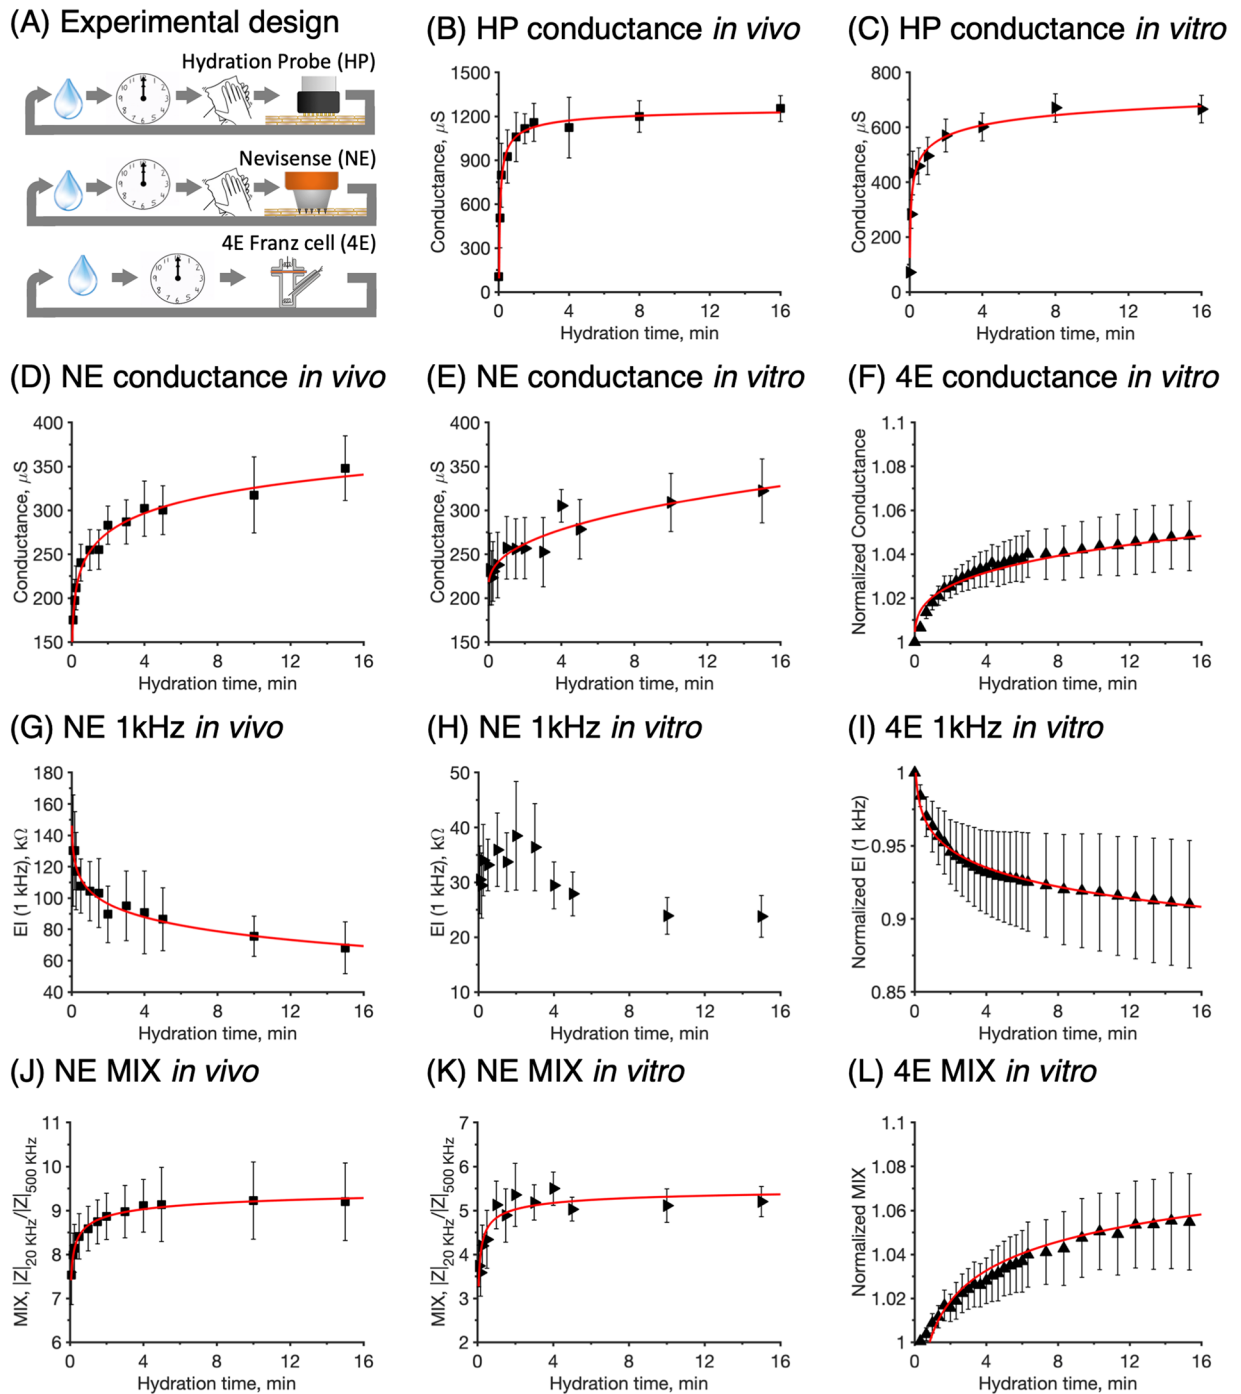 (A) Experimental design
Hydration Probe (HP)
Nevisense (NE)
4E Franz cell (4E)
(B) HP conductance in vivo
Conductance, μS
1500
1200
900
600
300
0
0 4 8 12 16
Hydration time, min
(C) HP conductance in vitro
Conductance, μS
800
600
400
200
0
0 4 8 12 16
Hydration time, min
(D) NE conductance in vivo
Conductance, μS
400
350
300
250
200
150
0 4 8 12 16
Hydration time, min
(E) NE conductance in vitro
Conductance, μS
400
350
300
250
200
150
0 4 8 12 16
Hydration time, min
(F) 4E conductance in vitro
Normalized Conductance
1.1
1.08
1.06
1.04
1.02
1
0 4 8 12 16
Hydration time, min
(G) NE 1kHz in vivo
EI (1 kHz), kΩ
180
160
140
120
100
80
60
40
0 4 8 12 16
Hydration time, min
(H) NE 1kHz in vitro
EI (1 kHz), kΩ
50
40
30
20
10
0 4 8 12 16
Hydration time, min
(I) 4E 1kHz in vitro
Normalized EI (1 kHz)
1
0.95
0.9
0.85
0 4 8 12 16
Hydration time, min
(J) NE MIX in vivo
MIX, |Z|20 KHz/|Z|500 KHz
11
10
9
8
7
6
0 4 8 12 16
Hydration time, min
(K) NE MIX in vitro
MIX, |Z|20 KHz/|Z|500 KHz
7
6
5
4
3
2
0 4 8 12 16
Hydration time, min
(L) 4E MIX in vitro
Normalized MIX
1.1
1.08
1.06
1.04
1.02
1
0 4 8 12 16
Hydration time, min